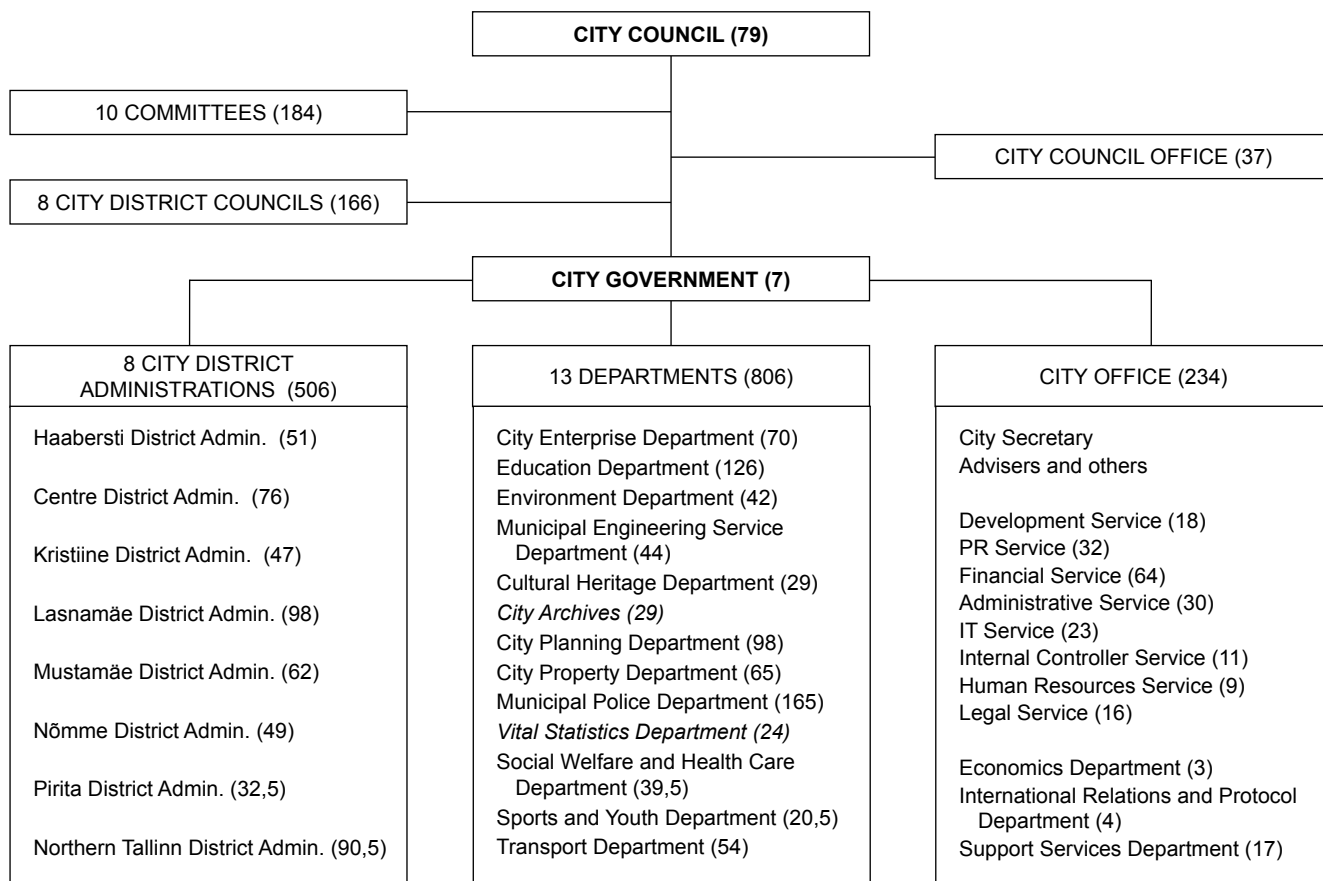 CITY COUNCIL (79)
10 COMMITTEES (184)
CITY COUNCIL OFFICE (37)
8 CITY DISTRICT COUNCILS (166)
CITY GOVERNMENT (7)
8 CITY DISTRICT
ADMINISTRATIONS (506)
Haabersti District Admin. (51)
Centre District Admin. (76)
Kristiine District Admin. (47)
Lasnamäe District Admin. (98)
Mustamäe District Admin. (62)
Nõmme District Admin. (49)
Pirita District Admin. (32,5)
Northern Tallinn District Admin. (90,5)
13 DEPARTMENTS (806)
City Enterprise Department (70)
Education Department (126)
Environment Department (42)
Municipal Engineering Service
Department (44)
Cultural Heritage Department (29)
City Archives (29)
City Planning Department (98)
City Property Department (65)
Municipal Police Department (165)
Vital Statistics Department (24)
Social Welfare and Health Care
Department (39,5)
Sports and Youth Department (20,5)
Transport Department (54)
CITY OFFICE (234)
City Secretary
Advisers and others
Development Service (18)
PR Service (32)
Financial Service (64)
Administrative Service (30)
IT Service (23)
Internal Controller Service (11)
Human Resources Service (9)
Legal Service (16)
Economics Department (3)
International Relations and Protocol
Department (4)
Support Services Department (17)